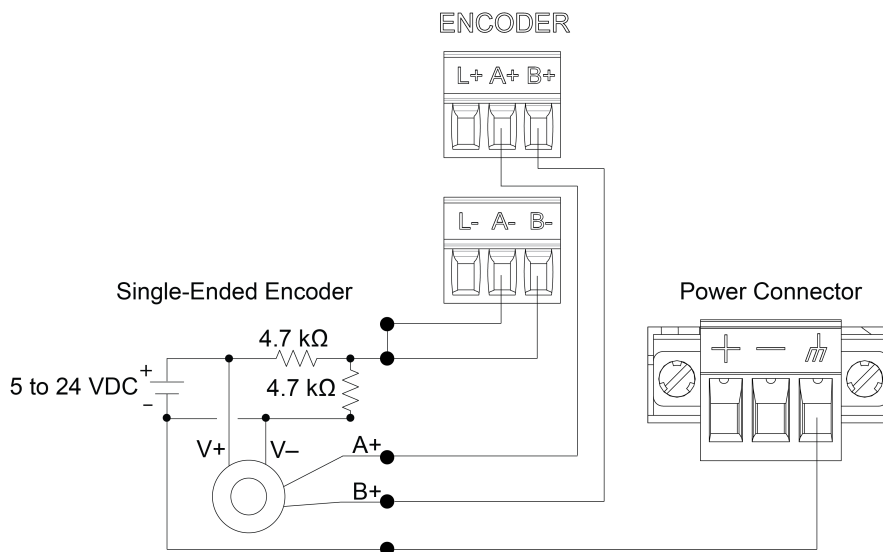 ENCODER
L+ A+ B+
L- A- B-
Single-Ended Encoder
Power Connector
4.7 kΩ
+
5 to 24 VDC
4.7 kΩ
−
+ −
V+ V–
A+
B+